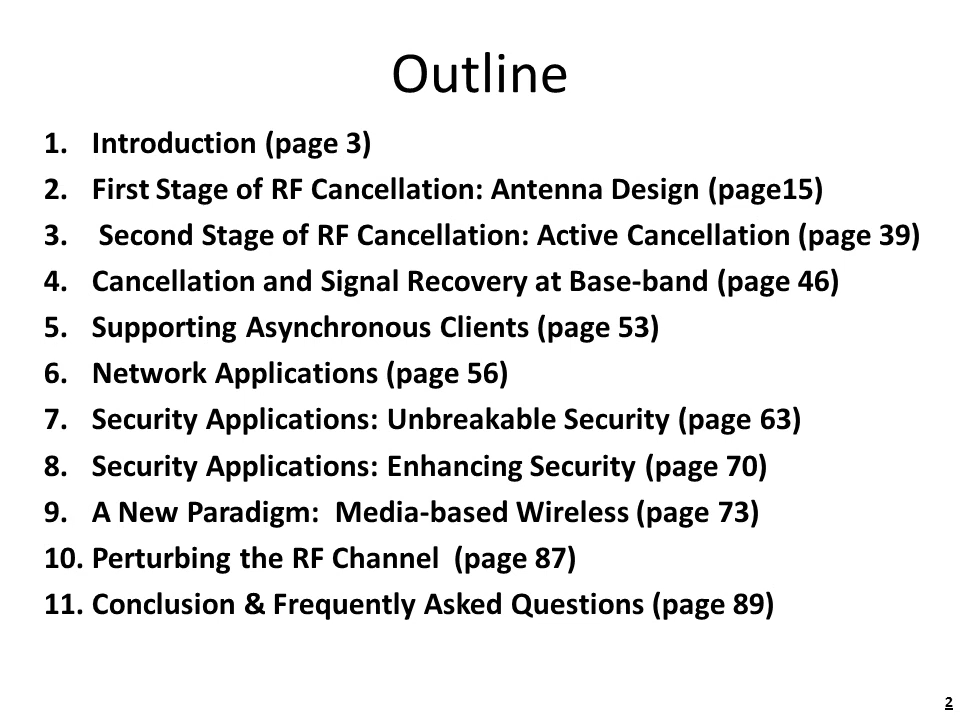 Outline
1. Introduction (page 3)
2. First Stage of RF Cancellation: Antenna Design (page15)
3. Second Stage of RF Cancellation: Active Cancellation (page 39)
4. Cancellation and Signal Recovery at Base-band (page 46)
5. Supporting Asynchronous Clients (page 53)
6. Network Applications (page 56)
7. Security Applications: Unbreakable Security (page 63)
8. Security Applications: Enhancing Security (page 70)
9. A New Paradigm:  Media-based Wireless (page 73)
10. Perturbing the RF Channel  (page 87)
11. Conclusion & Frequently Asked Questions (page 89)
2